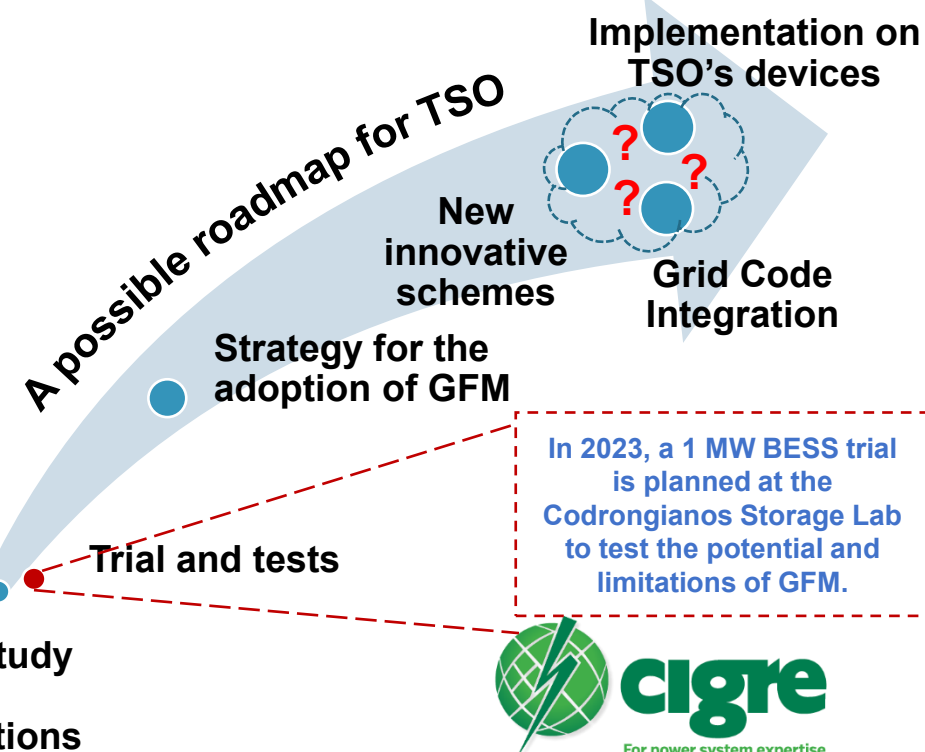 Implementation on
TSO's devices
A possible roadmap for TSO
?
?
?
New
innovative
schemes
Grid Code
Integration
Strategy for the
adoption of GFM
In 2023, a 1 MW BESS trial
is planned at the
Codrongianos Storage Lab
to test the potential and
limitations of GFM.
Trial and tests
tudy
tions
cigre
For power system expertise